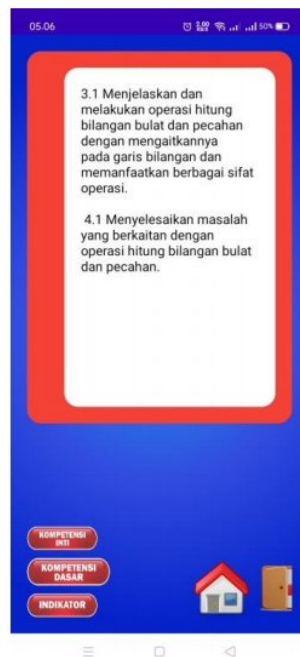 05.06
50%
3.1 Menjelaskan dan
melakukan operasi hitung
bilangan bulat dan pecahan
dengan mengaitkannya
pada garis bilangan dan
memanfaatkan berbagai sifat
operasi.
4.1 Menyelesaikan masalah
yang berkaitan dengan
operasi hitung bilangan bulat
dan pecahan.
KOMPETENSI
INTI
KOMPETENSI
DASAR
INDIKATOR